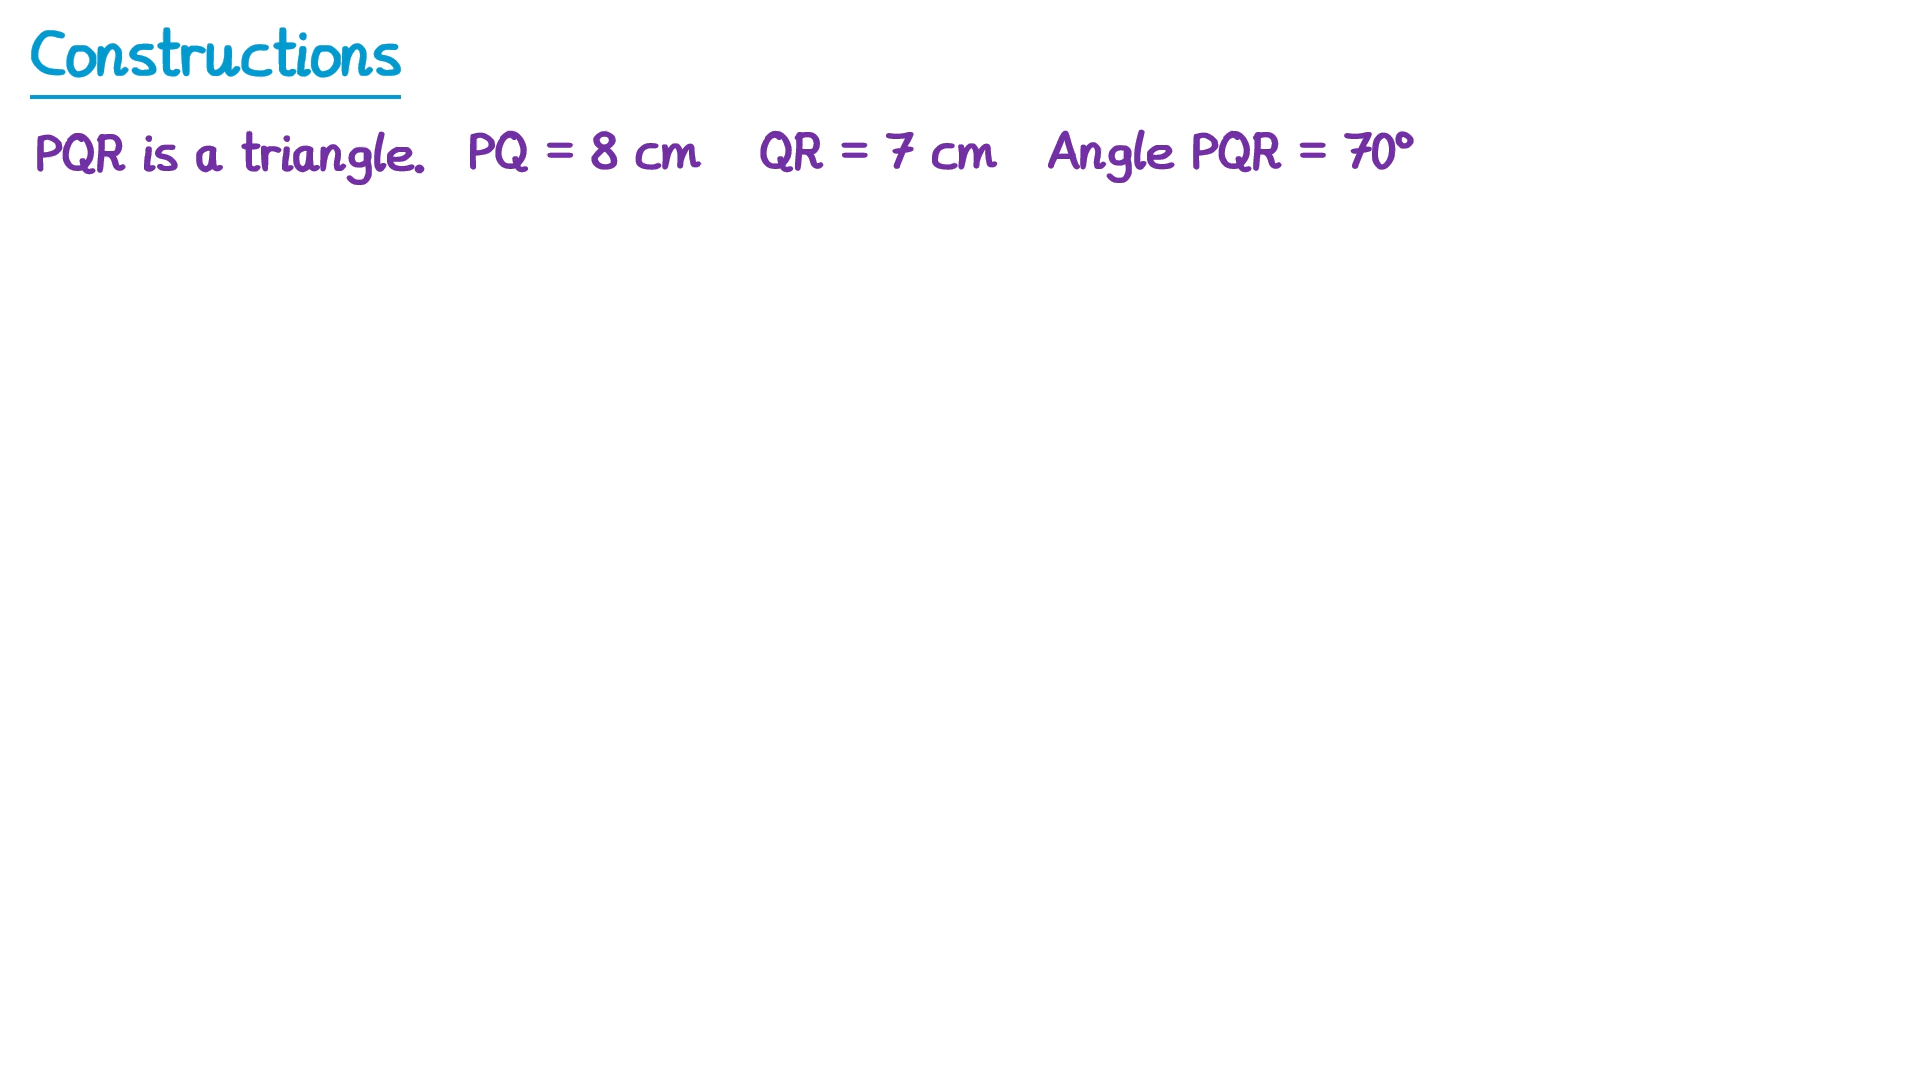 Constructions
PQR is a triangle. PQ = 8 cm QR = 7 cm Angle PQR = 70°